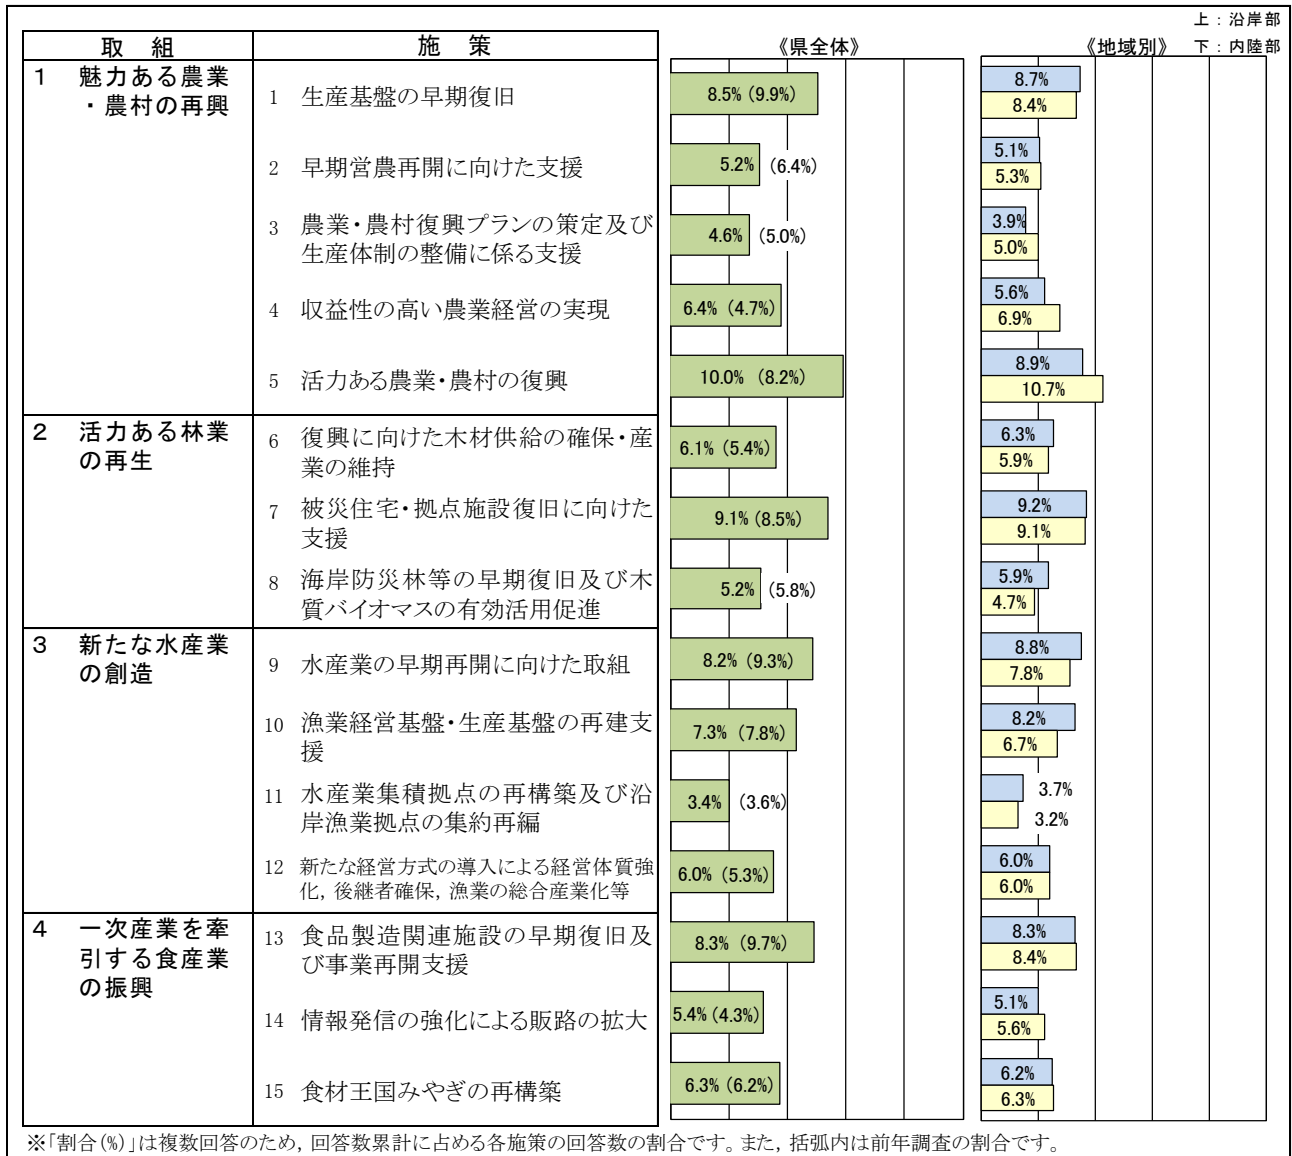 上：沿岸部
取　組
施　策
《県全体》
《地域別》
下：内陸部
1　魅力ある農業
・農村の再興
1　生産基盤の早期復旧
8.5% (9.9%)
8.7%
8.4%
2　早期営農再開に向けた支援
5.2% (6.4%)
5.1%
5.3%
3　農業・農村復興プランの策定及び
生産体制の整備に係る支援
4.6% (5.0%)
3.9%
5.0%
4　収益性の高い農業経営の実現
6.4% (4.7%)
5.6%
6.9%
5　活力ある農業・農村の復興
10.0% (8.2%)
8.9%
10.7%
2　活力ある林業
の再生
6　復興に向けた木材供給の確保・産
業の維持
6.1% (5.4%)
6.3%
5.9%
7　被災住宅・拠点施設復旧に向けた
支援
9.1% (8.5%)
9.2%
9.1%
8　海岸防災林等の早期復旧及び木
質バイオマスの有効活用促進
5.2% (5.8%)
5.9%
4.7%
3　新たな水産業
の創造
9　水産業の早期再開に向けた取組
8.2% (9.3%)
8.8%
7.8%
10　漁業経営基盤・生産基盤の再建支
援
7.3% (7.8%)
8.2%
6.7%
11　水産業集積拠点の再構築及び沿
岸漁業拠点の集約再編
3.4% (3.6%)
3.7%
3.2%
12　新たな経営方式の導入による経営体質強
化，後継者確保，漁業の総合産業化等
6.0% (5.3%)
6.0%
6.0%
4　一次産業を牽
引する食産業
の振興
13　食品製造関連施設の早期復旧及
び事業再開支援
8.3% (9.7%)
8.3%
8.4%
14　情報発信の強化による販路の拡大
5.4% (4.3%)
5.1%
5.6%
15　食材王国みやぎの再構築
6.3% (6.2%)
6.2%
6.3%
※「割合(%)」は複数回答のため，回答数累計に占める各施策の回答数の割合です。また，括弧内は前年調査の割合です。